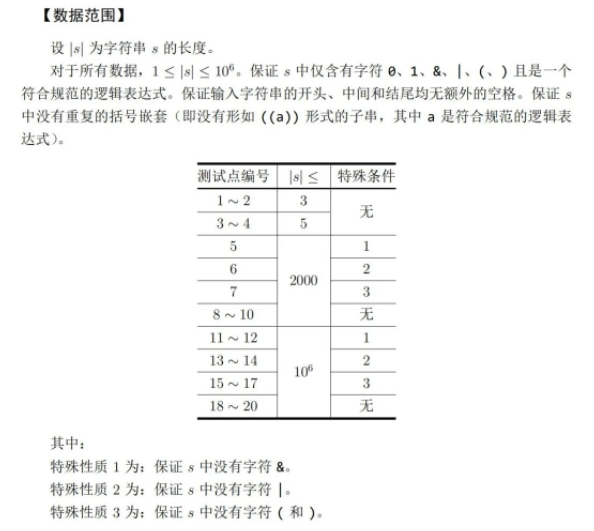 【数据范围】
设 |s| 为字符串 s 的长度。
对于所有数据，1 ≤ |s| ≤ 10⁶。保证 s 中仅含有字符 0、1、&、|、(、) 且是一个
符合规范的逻辑表达式。保证输入字符串的开头、中间和结尾均无额外的空格。保证 s
中没有重复的括号嵌套（即没有形如 ((a)) 形式的子串，其中 a 是符合规范的逻辑表
达式）。
测试点编号 |s| ≤ 特殊条件
1 ∼ 2 3 无
3 ∼ 4 5
5 2000 1
6 2
7 3
8 ∼ 10 无
11 ∼ 12 10⁶ 1
13 ∼ 14 2
15 ∼ 17 3
18 ∼ 20 无
其中：
特殊性质 1 为：保证 s 中没有字符 &。
特殊性质 2 为：保证 s 中没有字符 |。
特殊性质 3 为：保证 s 中没有字符 ( 和 )。